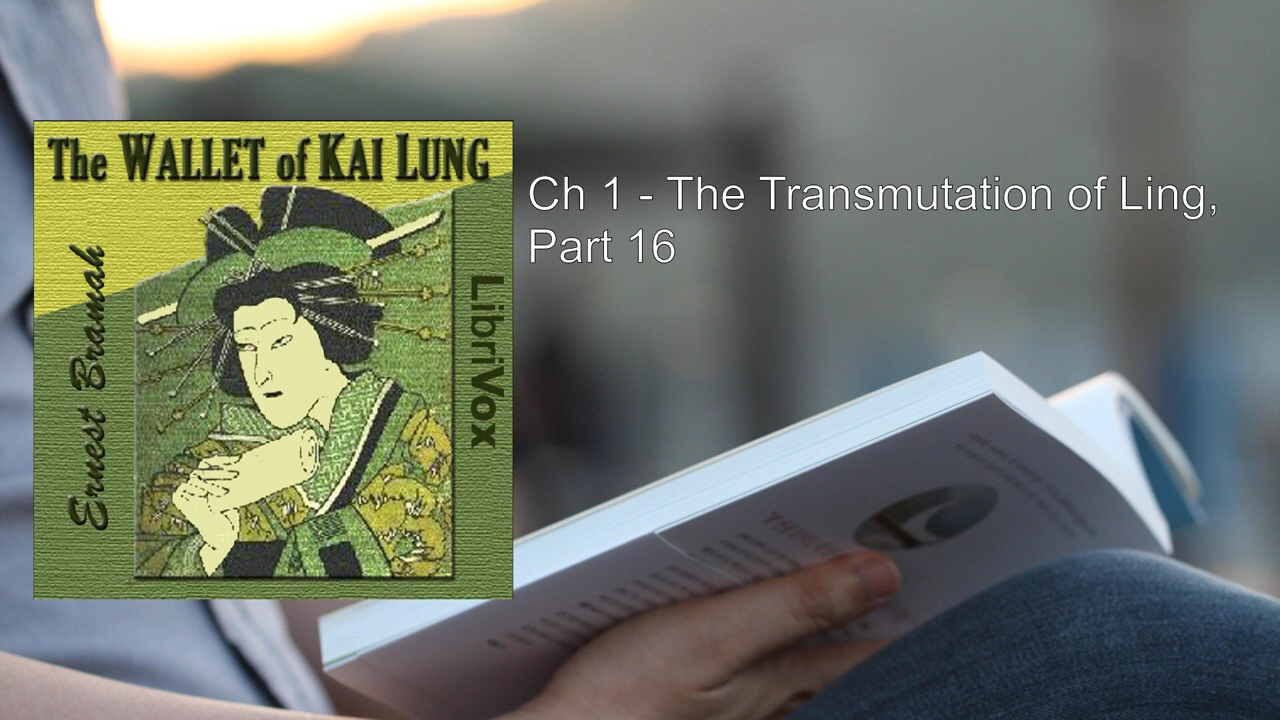 The WALLET of KAI LUNG
Ernest Bramah
LibriVox
Ch 1 - The Transmutation of Ling,
Part 16